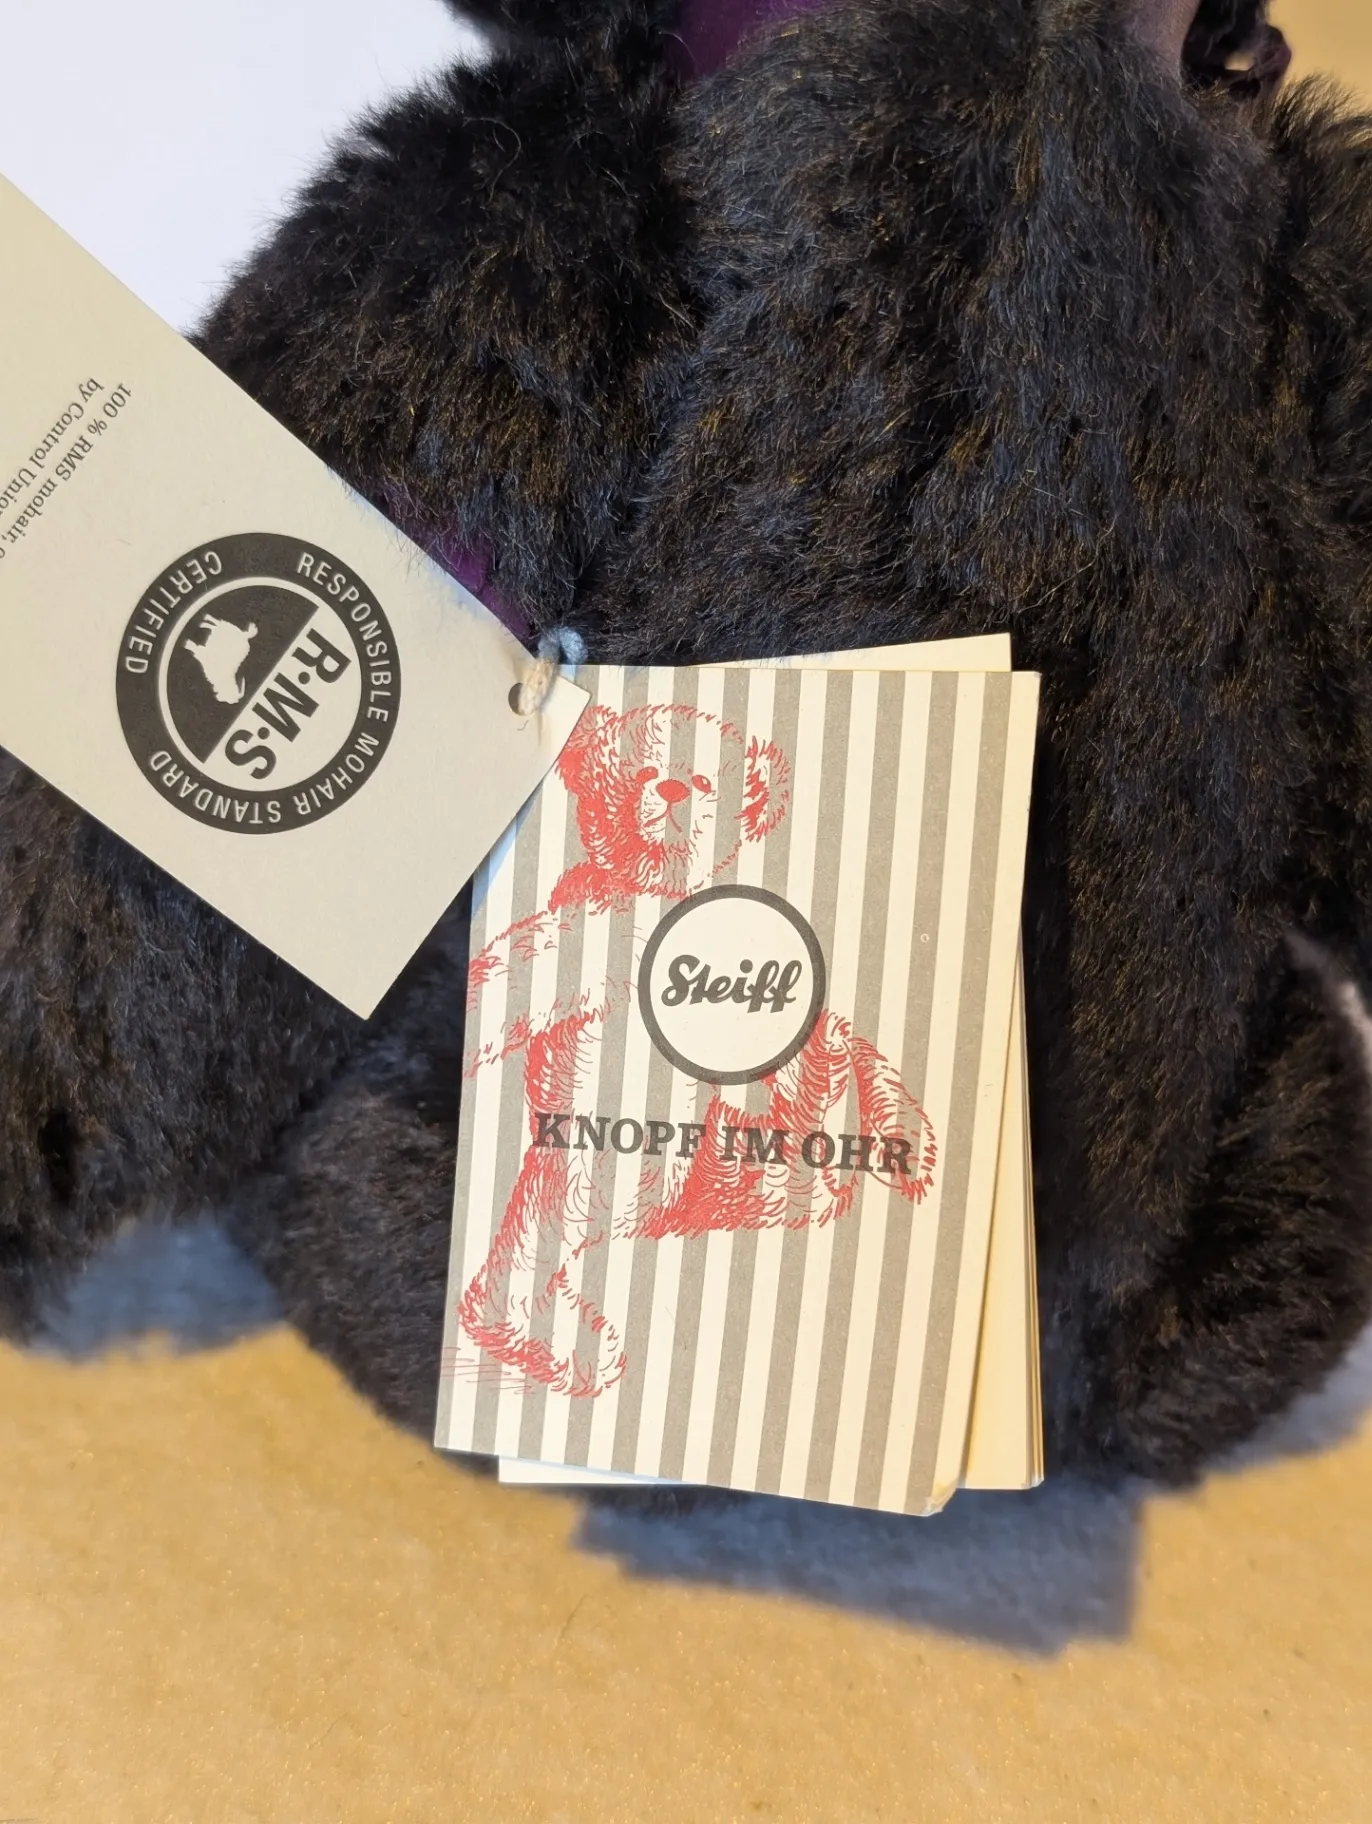 100 % RMS mohair,
by Control Union
CERTIFIED
RESPONSIBLE MOHAIR STANDARD
R·M·S
Steiff
KNOPF IM OHR